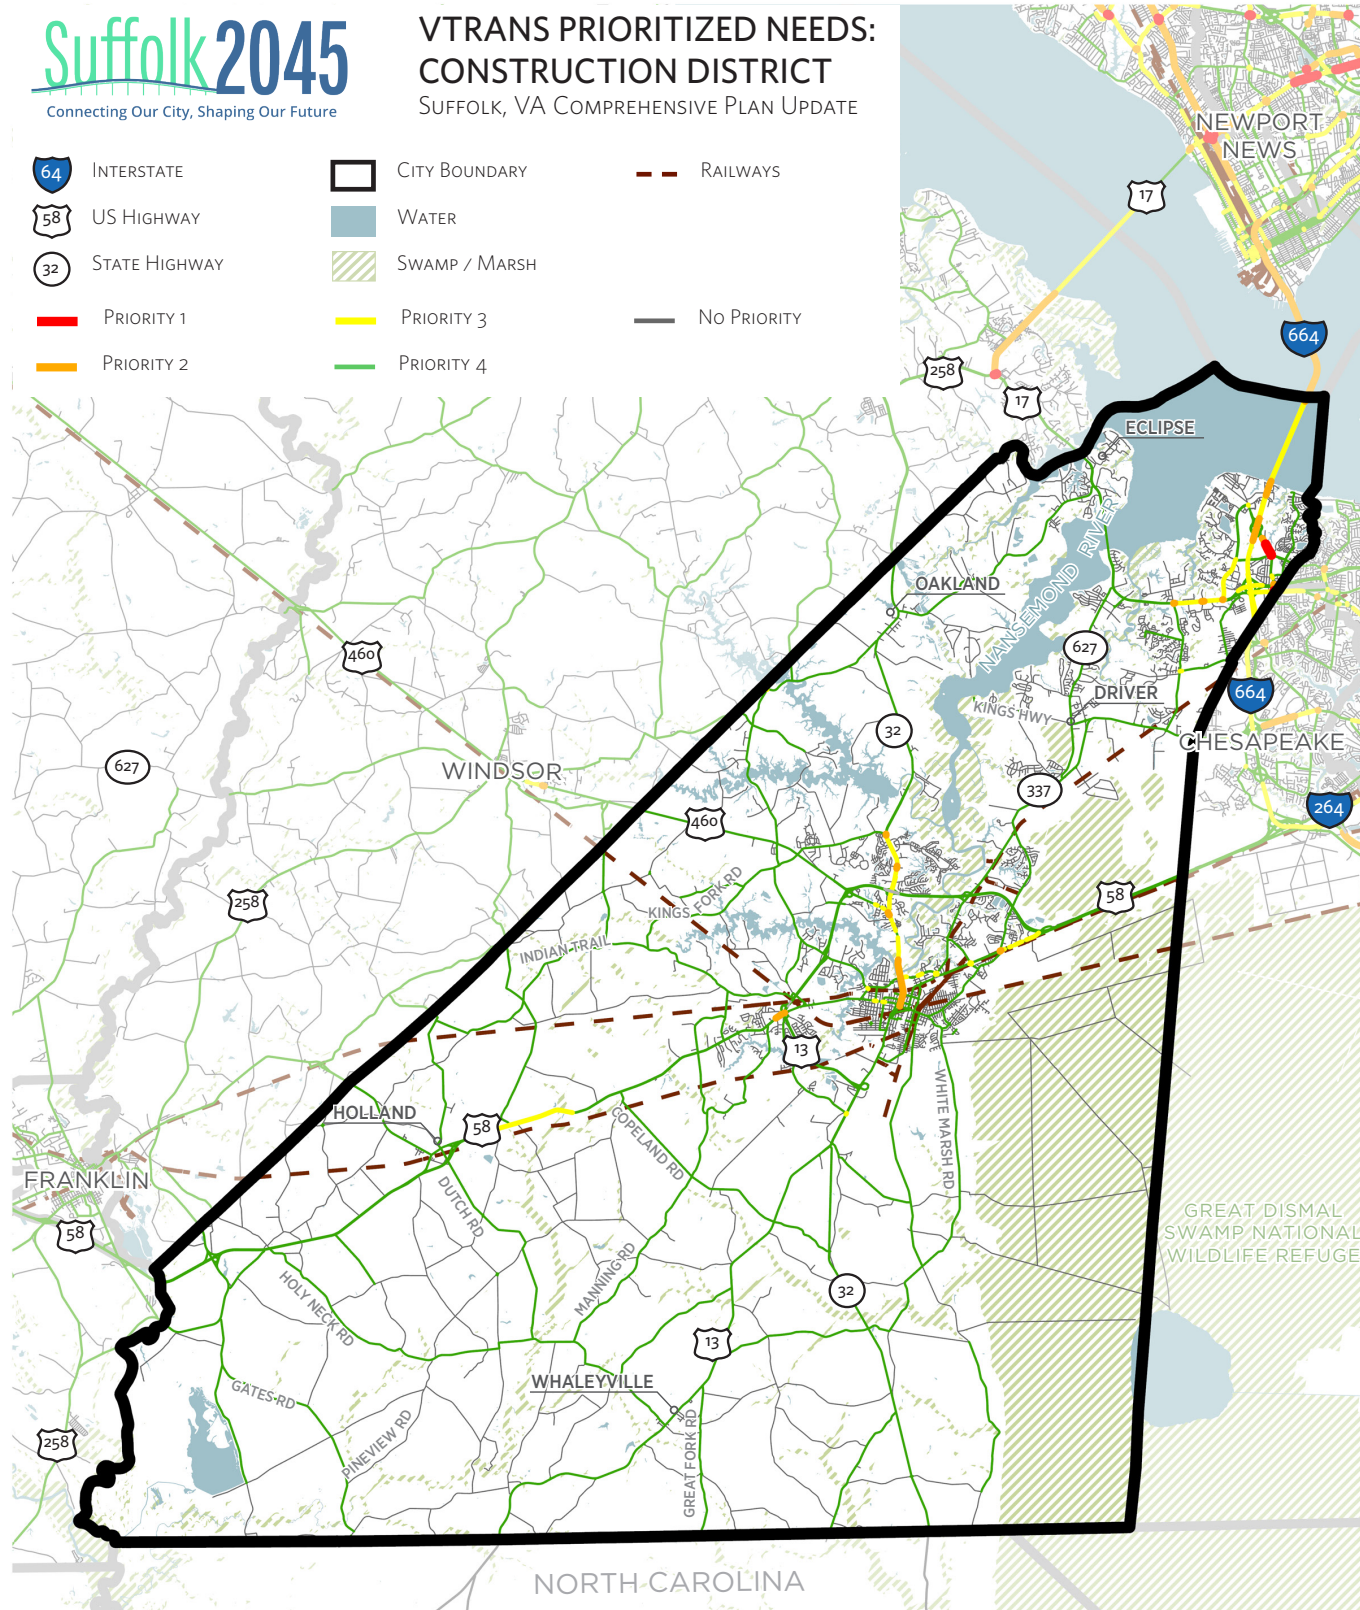 Suffolk 2045
Connecting Our City, Shaping Our Future
VTRANS PRIORITIZED NEEDS:
CONSTRUCTION DISTRICT
SUFFOLK, VA COMPREHENSIVE PLAN UPDATE
64 INTERSTATE
58 US HIGHWAY
32 STATE HIGHWAY
PRIORITY 1
PRIORITY 2
CITY BOUNDARY
WATER
SWAMP / MARSH
PRIORITY 3
PRIORITY 4
RAILWAYS
NO PRIORITY
NEWPORT
NEWS
17
664
258
17
ECLIPSE
NANSEMOND RIVER
OAKLAND
627
460
DRIVER
664
KINGS HWY
32
CHESAPEAKE
627
WINDSOR
337
264
460
258
KINGS FORK RD
58
INDIAN TRAIL
13
HOLLAND
58
COPELAND RD
WHITE MARSH RD
FRANKLIN
DUTCH RD
58
GREAT DISMAL
SWAMP NATIONAL
WILDLIFE REFUGE
HOLY NECK RD
MANNING RD
32
13
WHALEYVILLE
GATES RD
PINEVIEW RD
GREAT FORK RD
258
NORTH CAROLINA